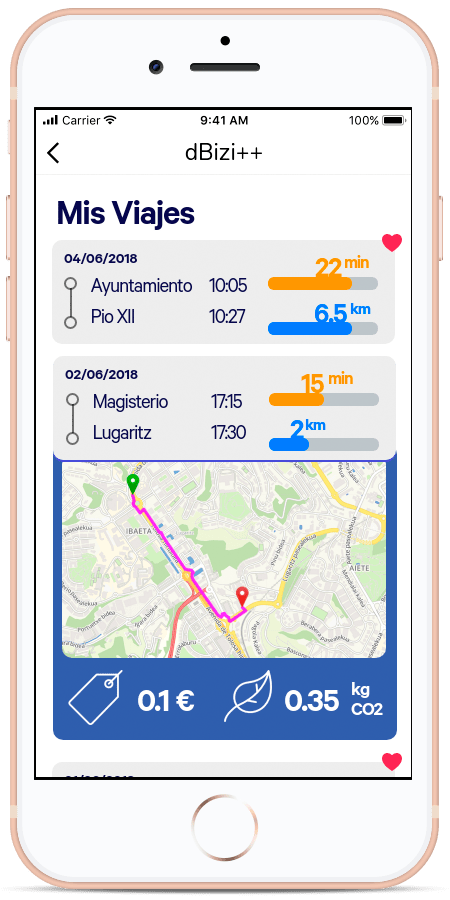 Carrier 9:41 AM 100%
dBizi++
Mis Viajes
04/06/2018
22 min
Ayuntamiento 10:05
Pio XII 10:27
6.5 km
02/06/2018
15 min
Magisterio 17:15
Lugaritz 17:30
2 km
IBAETA
AIETE
0.1 €
0.35 kg
CO2